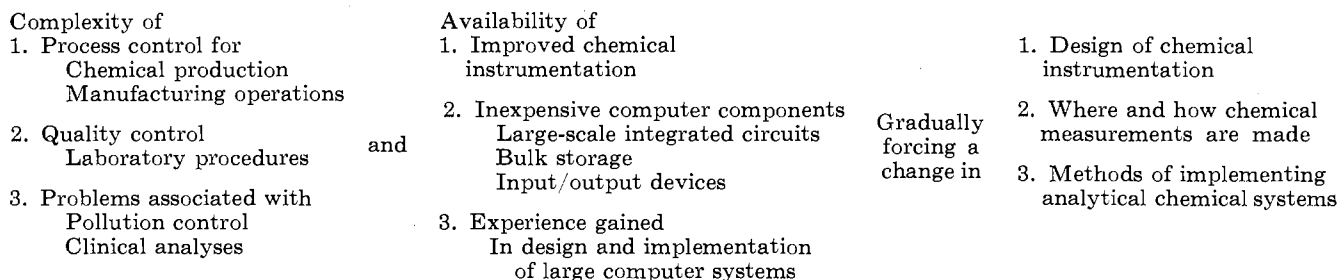 Complexity of
1. Process control for
Chemical production
Manufacturing operations
2. Quality control
Laboratory procedures
3. Problems associated with
Pollution control
Clinical analyses
and
Availability of
1. Improved chemical
instrumentation
2. Inexpensive computer components
Large-scale integrated circuits
Bulk storage
Input/output devices
3. Experience gained
In design and implementation
of large computer systems
Gradually
forcing a
change in
1. Design of chemical
instrumentation
2. Where and how chemical
measurements are made
3. Methods of implementing
analytical chemical systems